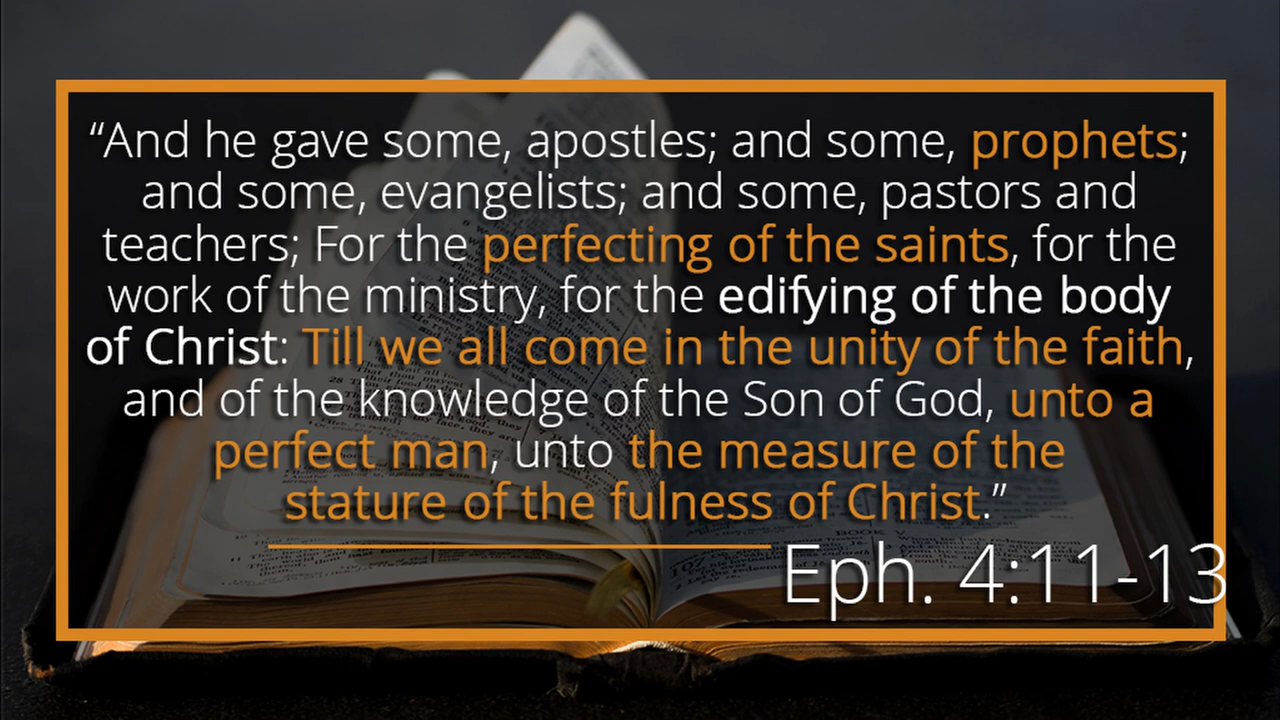 “And he gave some, apostles; and some, prophets;
and some, evangelists; and some, pastors and
teachers; For the perfecting of the saints, for the
work of the ministry, for the edifying of the body
of Christ: Till we all come in the unity of the faith,
and of the knowledge of the Son of God, unto a
perfect man, unto the measure of the
stature of the fulness of Christ.”
Eph. 4:11-13